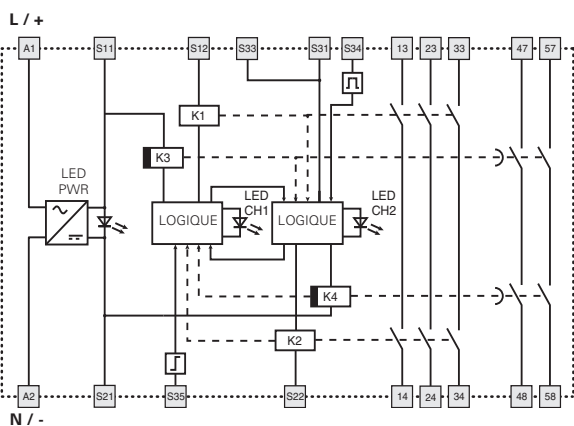 L / +
A1 S11 S12 S33 S31 S34 13 23 33 47 57
K1
K3
LED
PWR
LED
CH1
LED
CH2
LOGIQUE LOGIQUE
K4
K2
A2 S21 S35 S22 14 24 34 48 58
N / -